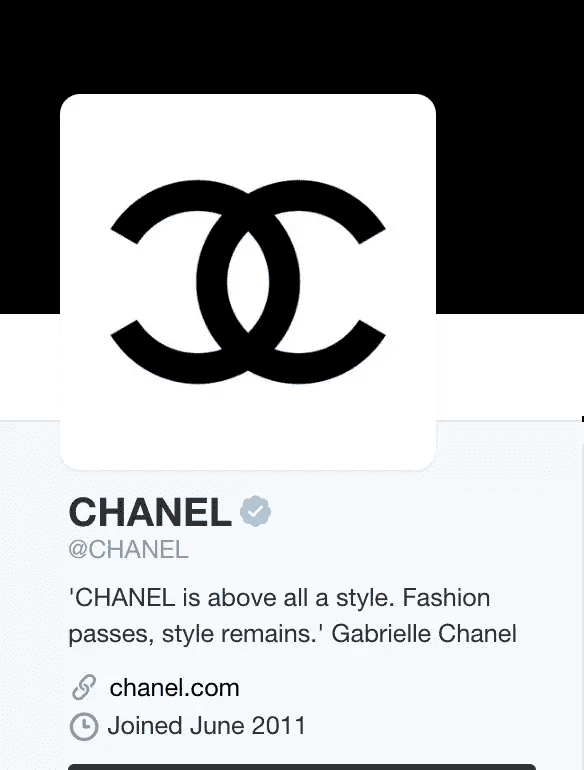 CHANEL
@CHANEL
'CHANEL is above all a style. Fashion
passes, style remains.' Gabrielle Chanel
chanel.com
Joined June 2011